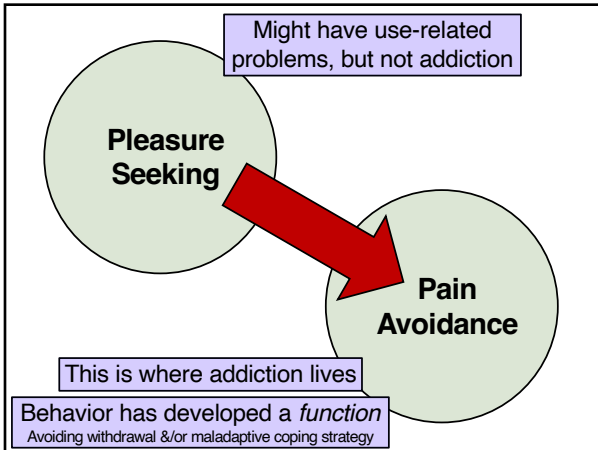 Might have use-related
problems, but not addiction
Pleasure
Seeking
Pain
Avoidance
This is where addiction lives
Behavior has developed a function
Avoiding withdrawal &/or maladaptive coping strategy